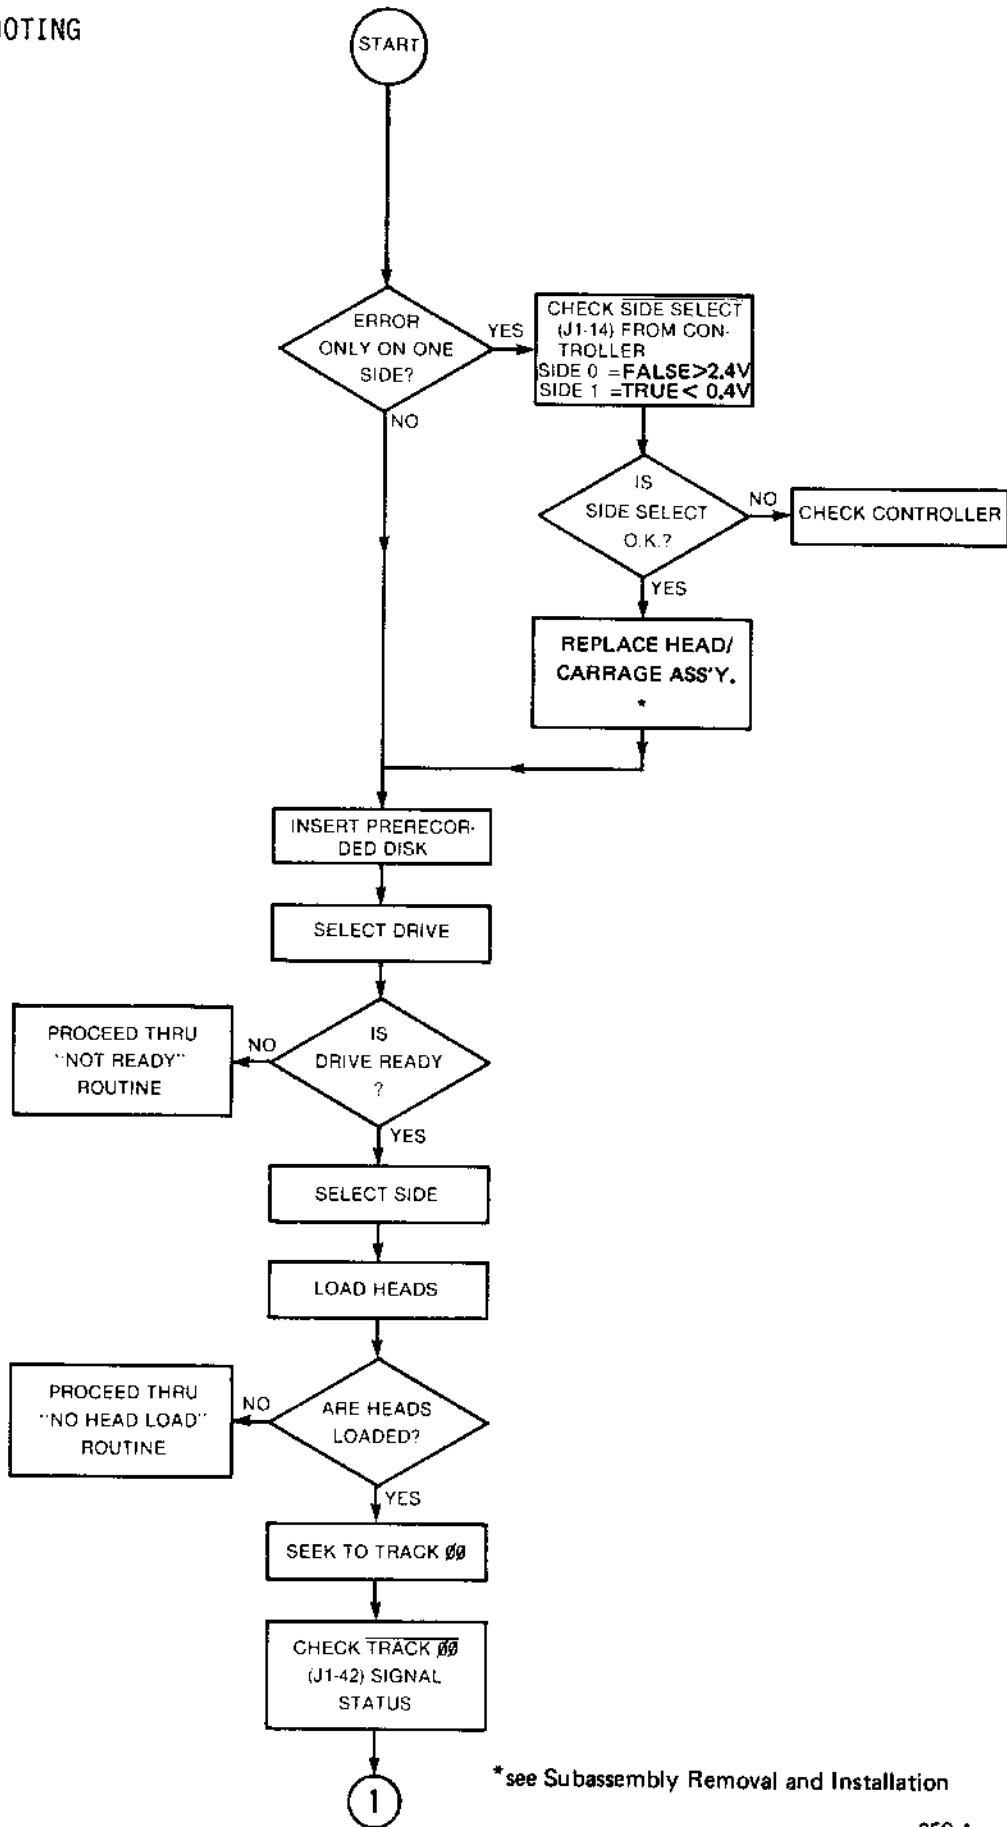 OOTING
START
ERROR
ONLY ON ONE
SIDE?
YES
NO
CHECK SIDE SELECT
(J1-14) FROM CON-
TROLLER
SIDE 0 =FALSE>2.4V
SIDE 1 =TRUE< 0.4V
IS
SIDE SELECT
O.K.?
NO
CHECK CONTROLLER
YES
REPLACE HEAD/
CARRAGE ASS'Y.
*
INSERT PRERECOR-
DED DISK
SELECT DRIVE
IS
DRIVE READY
?
NO
PROCEED THRU
"NOT READY"
ROUTINE
YES
SELECT SIDE
LOAD HEADS
ARE HEADS
LOADED?
NO
PROCEED THRU
"NO HEAD LOAD"
ROUTINE
YES
SEEK TO TRACK 00
CHECK TRACK 00
(J1-42) SIGNAL
STATUS
1
*see Subassembly Removal and Installation